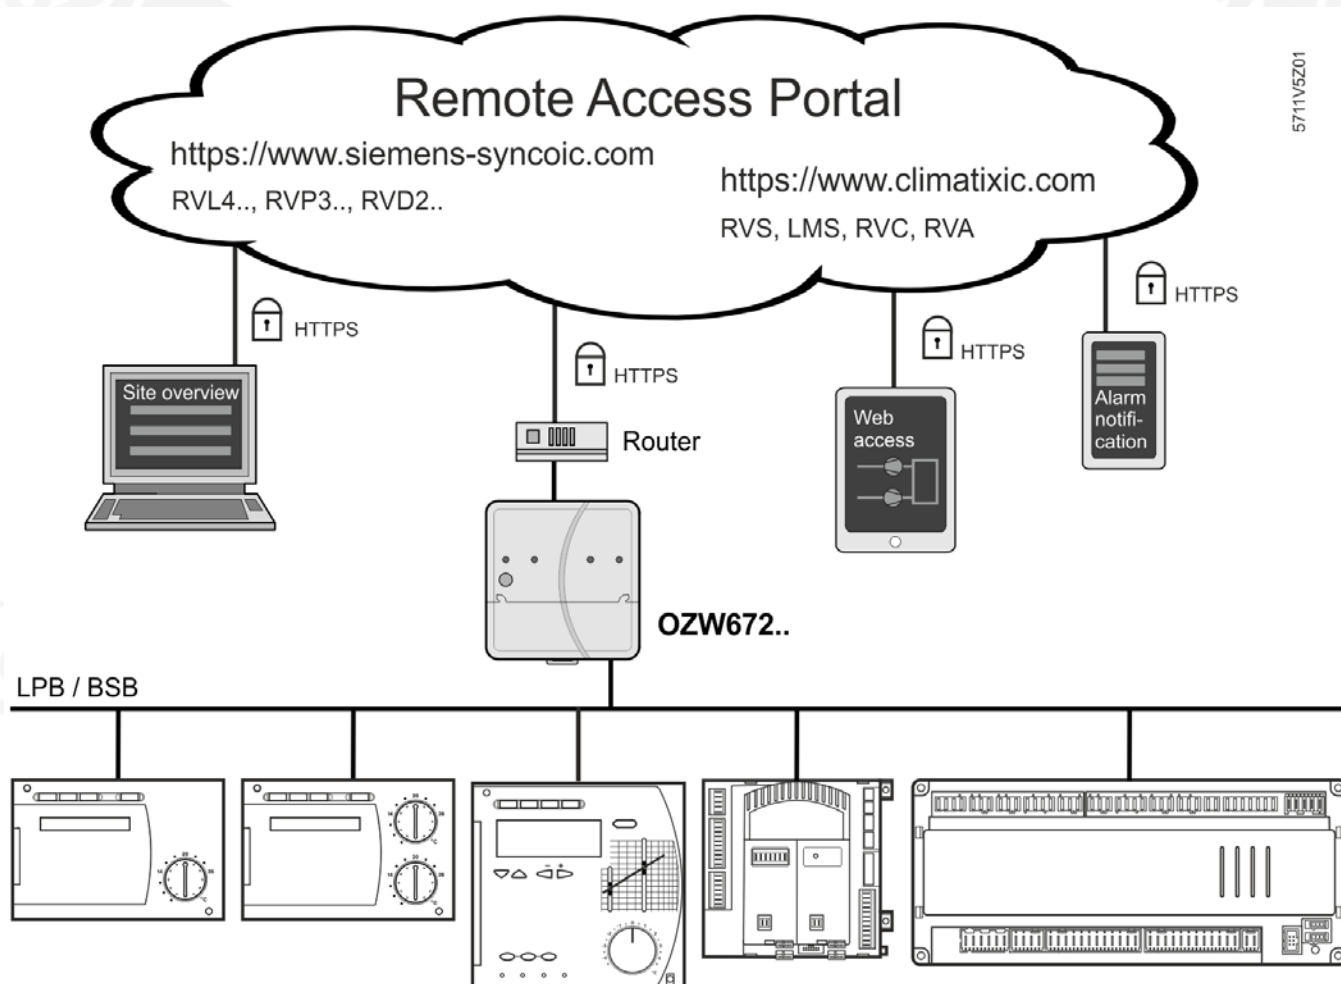 Remote Access Portal
https://www.siemens-syncoic.com
RVL4.., RVP3.., RVD2..
https://www.climatixic.com
RVS, LMS, RVC, RVA
5711V5Z01
HTTPS
HTTPS
HTTPS
HTTPS
Site overview
Router
Web
access
Alarm
notifi-
cation
OZW672..
LPB / BSB